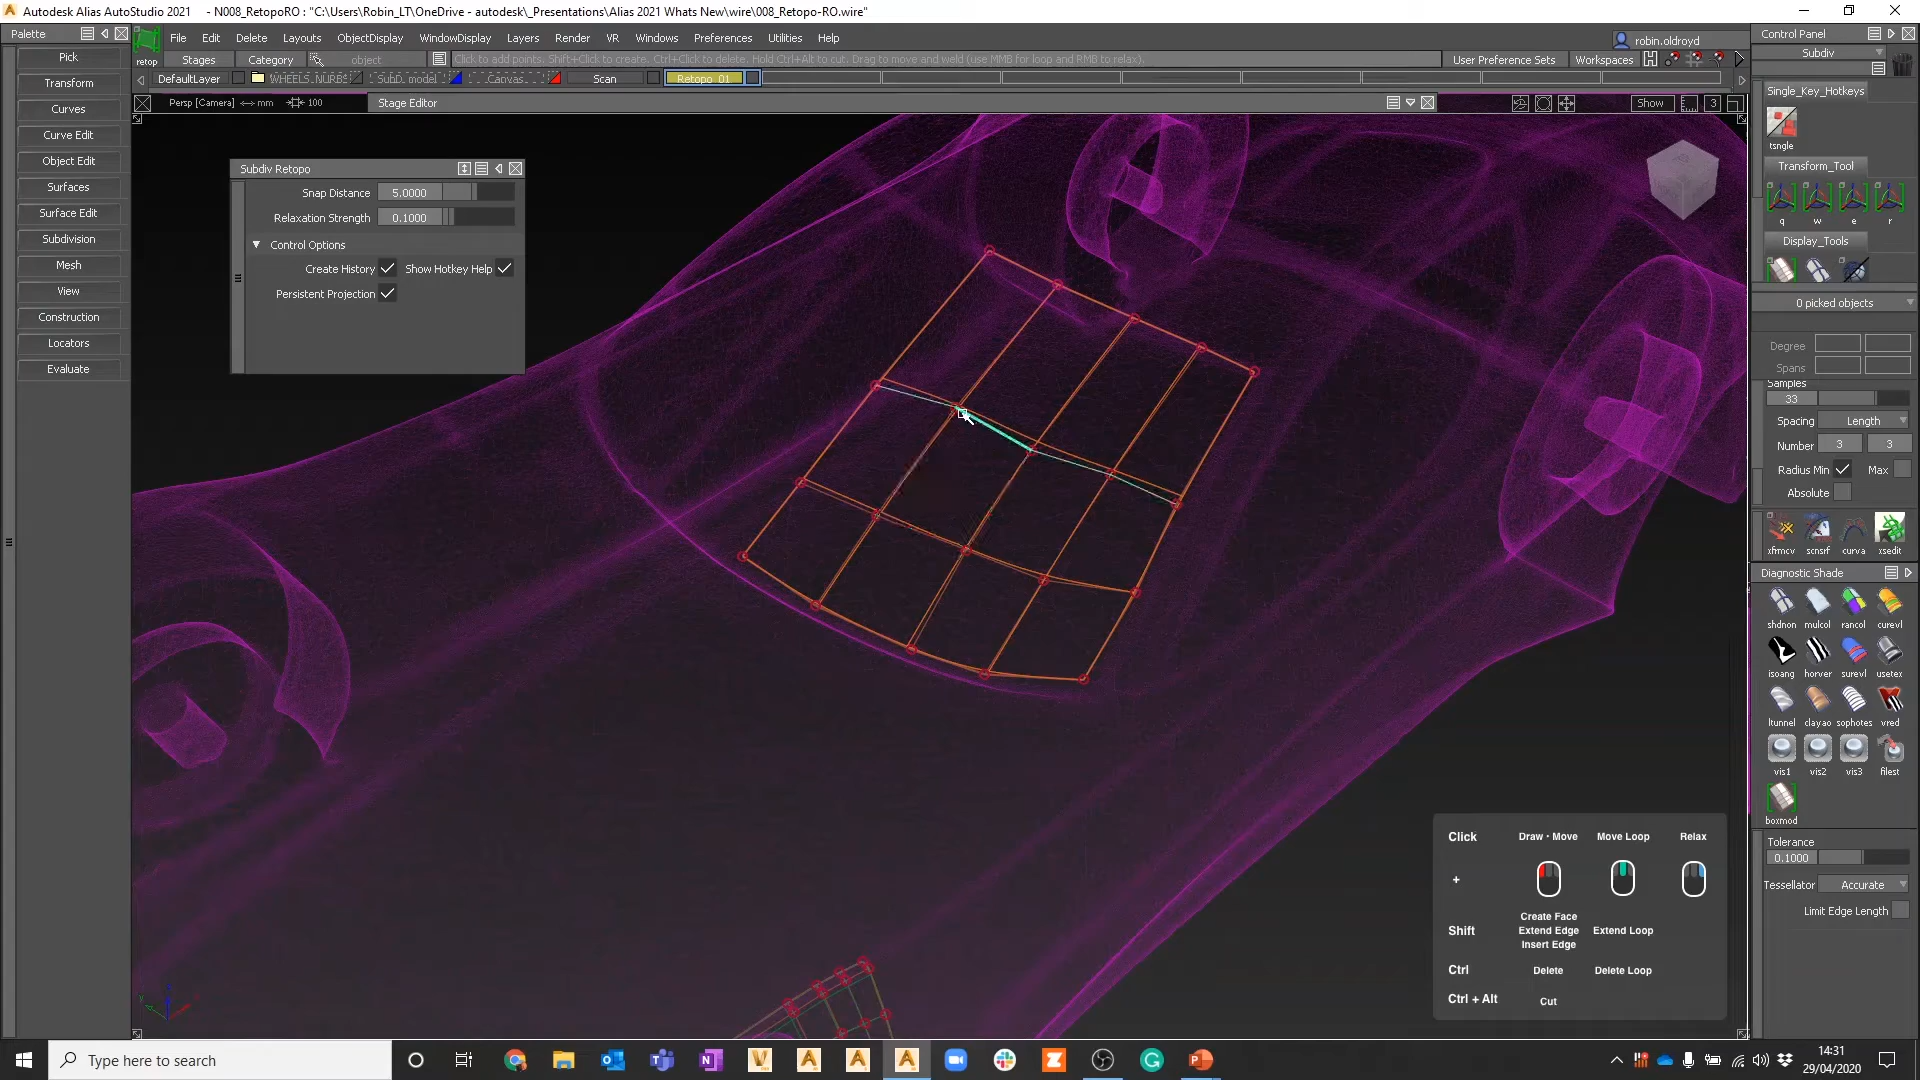 Autodesk Alias AutoStudio 2021 - N008_RetopoRO : "C:\Users\Robin_LT\OneDrive - autodesk\_Presentations\Alias 2021 Whats New\wire\008_Retopo-RO.wire"
Palette
File Edit Delete Layouts ObjectDisplay WindowDisplay Layers Render VR Windows Preferences Utilities Help
robin.oldroyd
Control Panel
Subdiv
retop
Stages Category object
Click to add points. Shift+Click to create. Ctrl+Click to delete. Hold Ctrl+Alt to cut. Drag to move and weld (use MMB for loop and RMB to relax).
User Preference Sets Workspaces
DefaultLayer WHEELS_NURBS SubD_model Canvas Scan Retopo_01
Persp [Camera] mm 100 Stage Editor
Show 3
Pick
Transform
Curves
Curve Edit
Object Edit
Surfaces
Surface Edit
Subdivision
Mesh
View
Construction
Locators
Evaluate
Subdiv Retopo
Snap Distance 5.0000
Relaxation Strength 0.1000
Control Options
Create History Show Hotkey Help
Persistent Projection
Single_Key_Hotkeys
tsngle
Transform_Tool
q w e r
Display_Tools
0 picked objects
Degree
Spans
Samples
33
Spacing Length
Number 3 3
Radius Min Max
Absolute
xfrmcv scnsrf curva xsedit
Diagnostic Shade
shdnon mulcol rancol curevl
isoang horver surevl usetex
ltunnel clayao sophotes vred
vis1 vis2 vis3 filest
boxmod
Tolerance
0.1000
Tessellator Accurate
Limit Edge Length
Click Draw • Move Move Loop Relax
+
Shift Create Face Extend Edge Insert Edge Extend Loop
Ctrl Delete Delete Loop
Ctrl + Alt Cut
Type here to search
14:31
29/04/2020